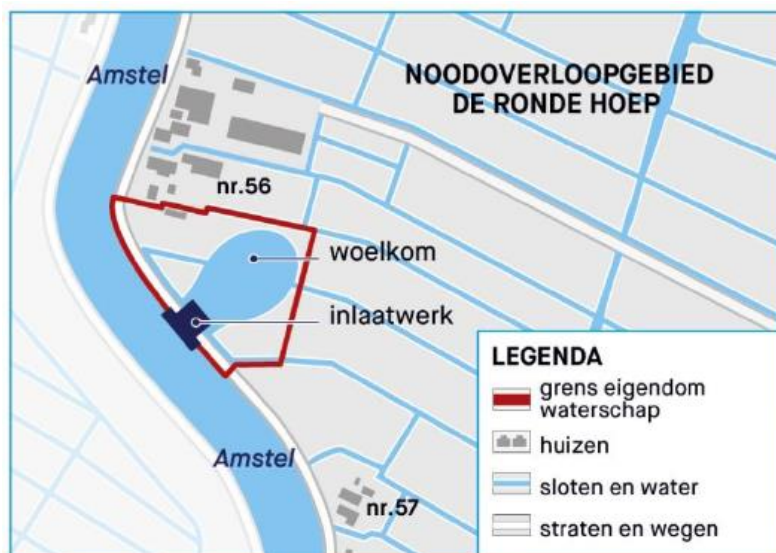 Amstel
NOODOVERLOOPGEBIED
DE RONDE HOEP
nr.56
woelkom
inlaatwerk
Amstel
nr.57
LEGENDA
grens eigendom
waterschap
huizen
sloten en water
straten en wegen